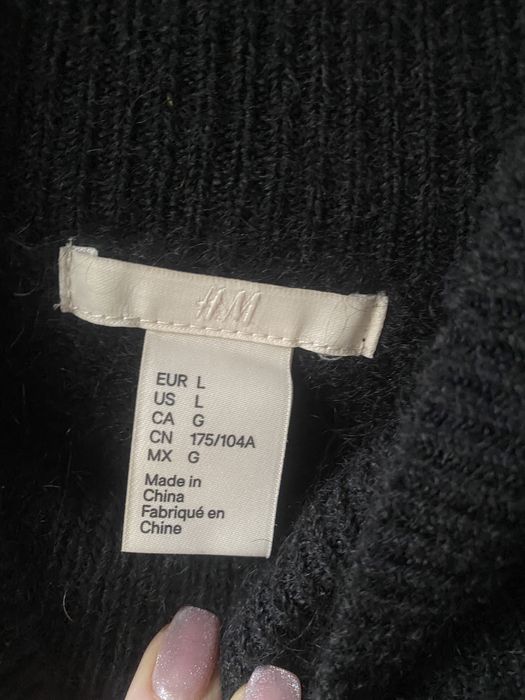 H&M
EUR L
US L
CA G
CN 175/104A
MX G
Made in
China
Fabriqué en
Chine